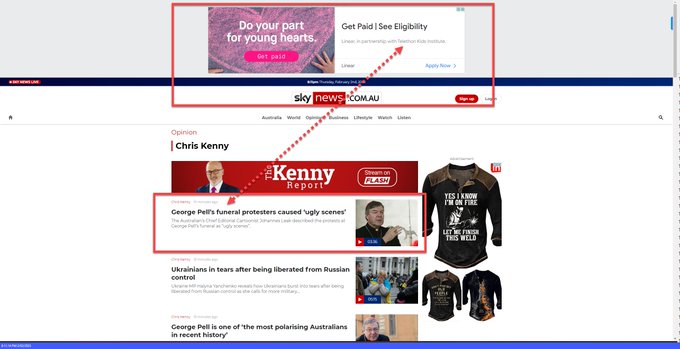 Do your part
for young hearts.
Get paid
Get Paid | See Eligibility
Linear, in partnership with Telethon Kids Institute.
Linear
Apply Now >
SKY NEWS LIVE
Thursday, February 2nd
sky news.COM.AU
Sign up
Login
Australia World Opinion Business Lifestyle Watch Listen
Opinion
Chris Kenny
The Kenny Report
Stream on
FLASH
Advertisement
Chris Kenny
George Pell's funeral protesters caused 'ugly scenes'
The Australian's Chief Editorial Cartoonist Johannes Leak described the protests at
George Pell's funeral as "ugly scenes".
03:36
YES I KNOW
I'M ON FIRE
LET ME FINISH
THIS WELD
Chris Kenny
Ukrainians in tears after being liberated from Russian
control
Ukraine MP Halyna Yanchenko reveals how Ukrainians burst into tears after being
liberated from Russian control as she calls for more military...
05:15
Chris Kenny
George Pell is one of 'the most polarising Australians
in recent history'